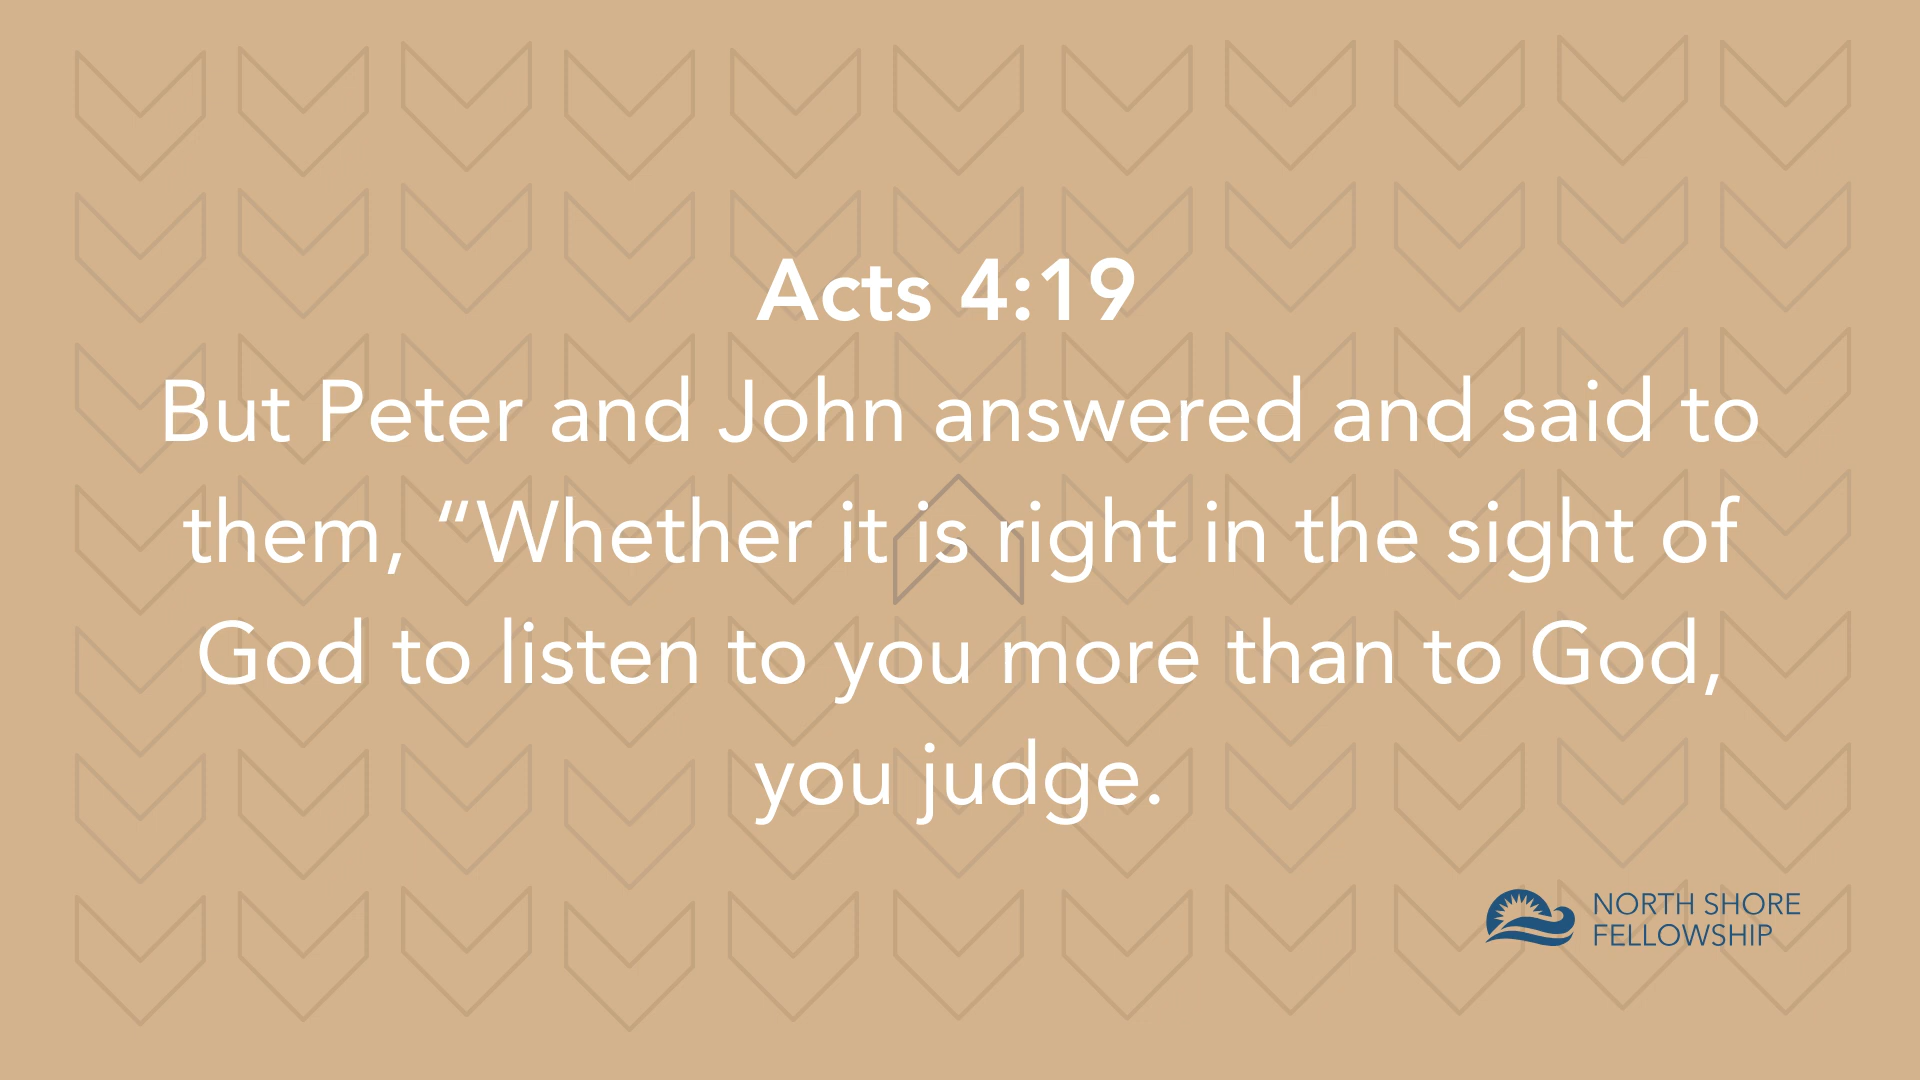 Acts 4:19
But Peter and John answered and said to
them, “Whether it is right in the sight of
God to listen to you more than to God,
you judge.
NORTH SHORE
FELLOWSHIP